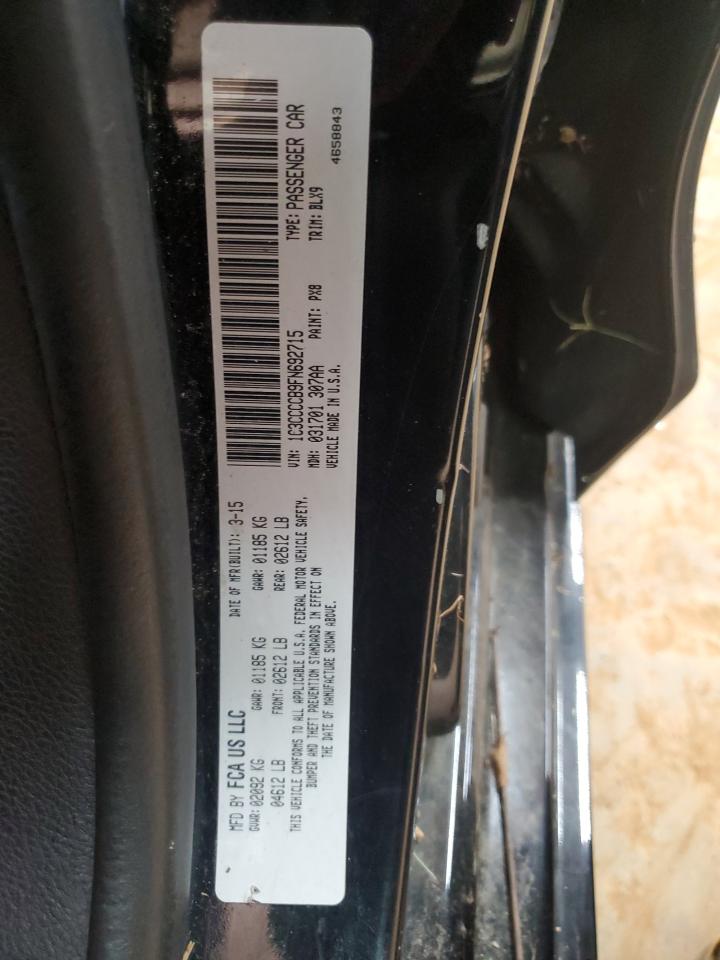 MFD BY FCA US LLC DATE OF MFR(BUILT): 3-15
GVWR: 02092 KG GAWR: 01185 KG GAWR: 01185 KG
04612 LB FRONT: 02612 LB REAR: 02612 LB
THIS VEHICLE CONFORMS TO ALL APPLICABLE U.S.A. FEDERAL MOTOR VEHICLE SAFETY,
BUMPER AND THEFT PREVENTION STANDARDS IN EFFECT ON
THE DATE OF MANUFACTURE SHOWN ABOVE.
VIN: 1C3CCCCB9FN692715 TYPE: PASSENGER CAR
MDH: 031701 307AA PAINT: PX8 TRIM: BLX9
VEHICLE MADE IN U.S.A.
4658843